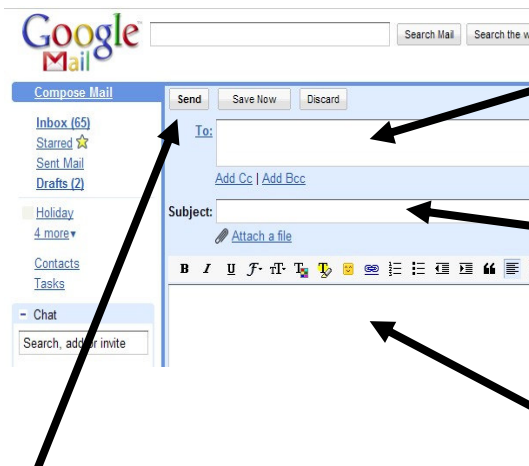 Google
Mail
Search Mail
Search the w
Compose Mail
Inbox (65)
Starred
Sent Mail
Drafts (2)
Holiday
4 more▾
Contacts
Tasks
− Chat
Search, add or invite
Send
Save Now
Discard
To:
Add Cc | Add Bcc
Subject:
Attach a file
B I U F T T T